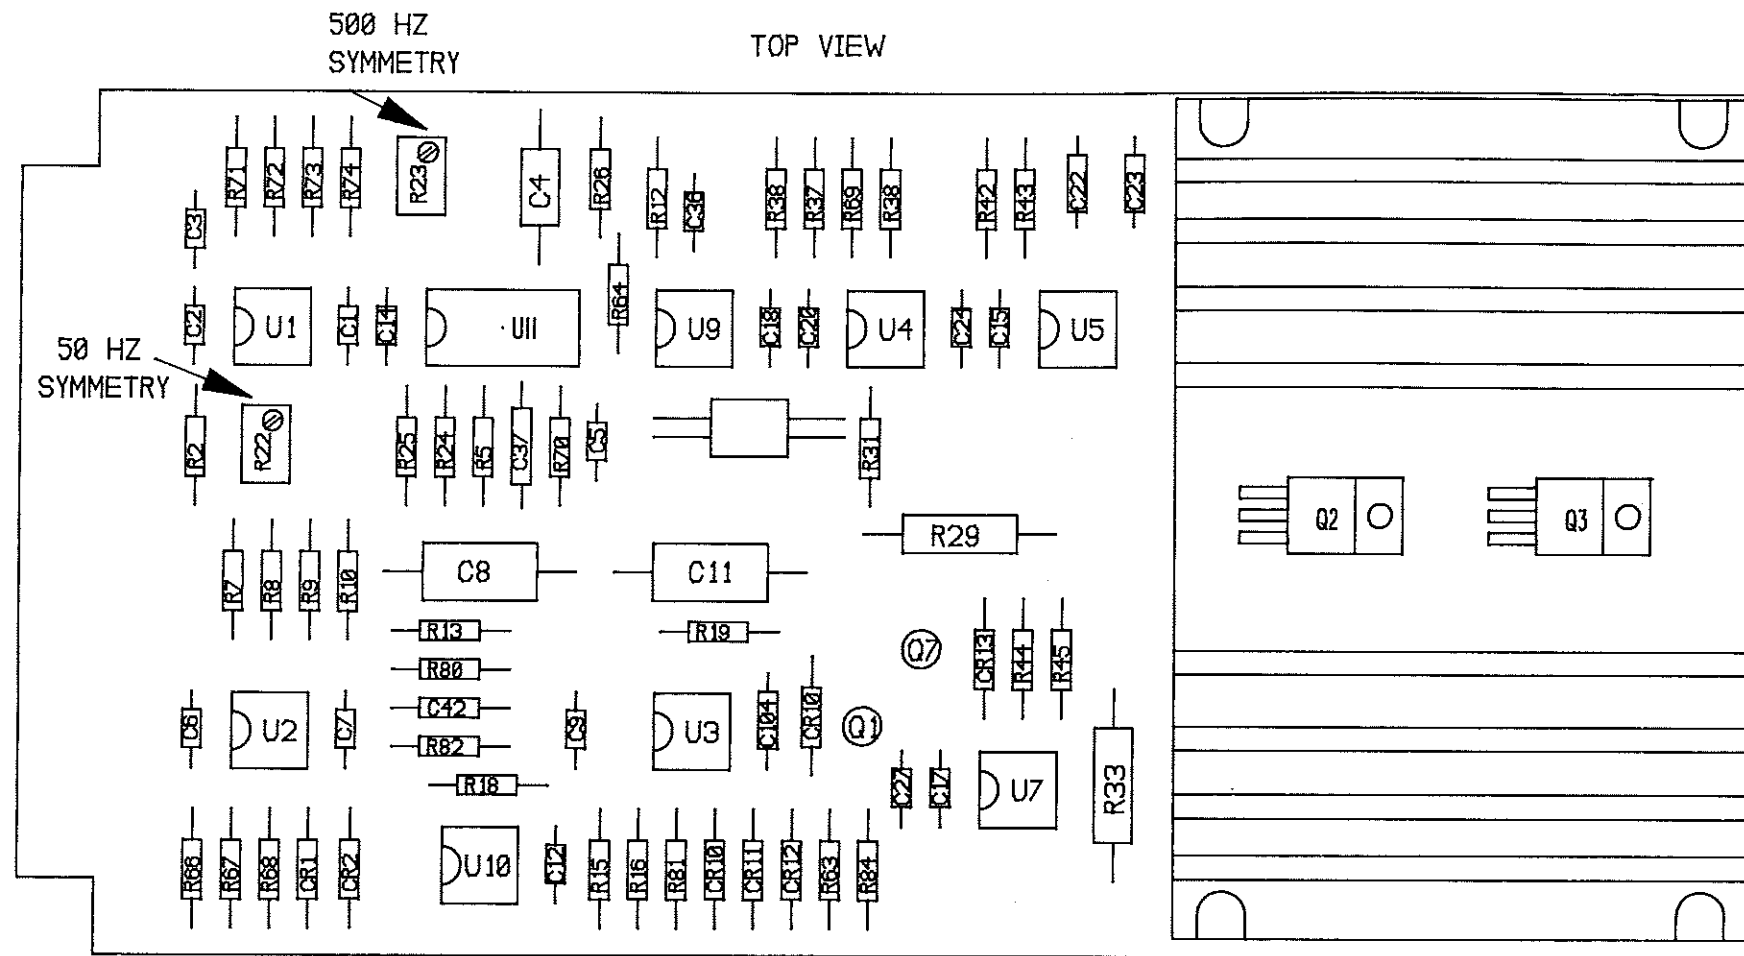 500 HZ
SYMMETRY
TOP VIEW
R71 R72 R73 R74 R23 C4 R26 R12 C36 R38 R37 R69 R38 R42 R43 C22 C23
C3
R64
C2 U1 C1 C14 U11 U9 C18 C20 U4 C24 C15 U5
50 HZ
SYMMETRY
R2 R22 R25 R24 R5 C37 R70 C5 R31
R29 Q2 Q3
R7 R8 R9 R10 C8 C11
R13 R19
Q7 CR13 R44 R45
R80
C6 U2 C7 C42 C9 U3 C104 CR10 Q1
R82
R18 C27 C17 U7 R33
R66 R67 R68 CR1 CR2 U10 C12 R15 R16 R81 CR10 CR11 CR12 R63 R84